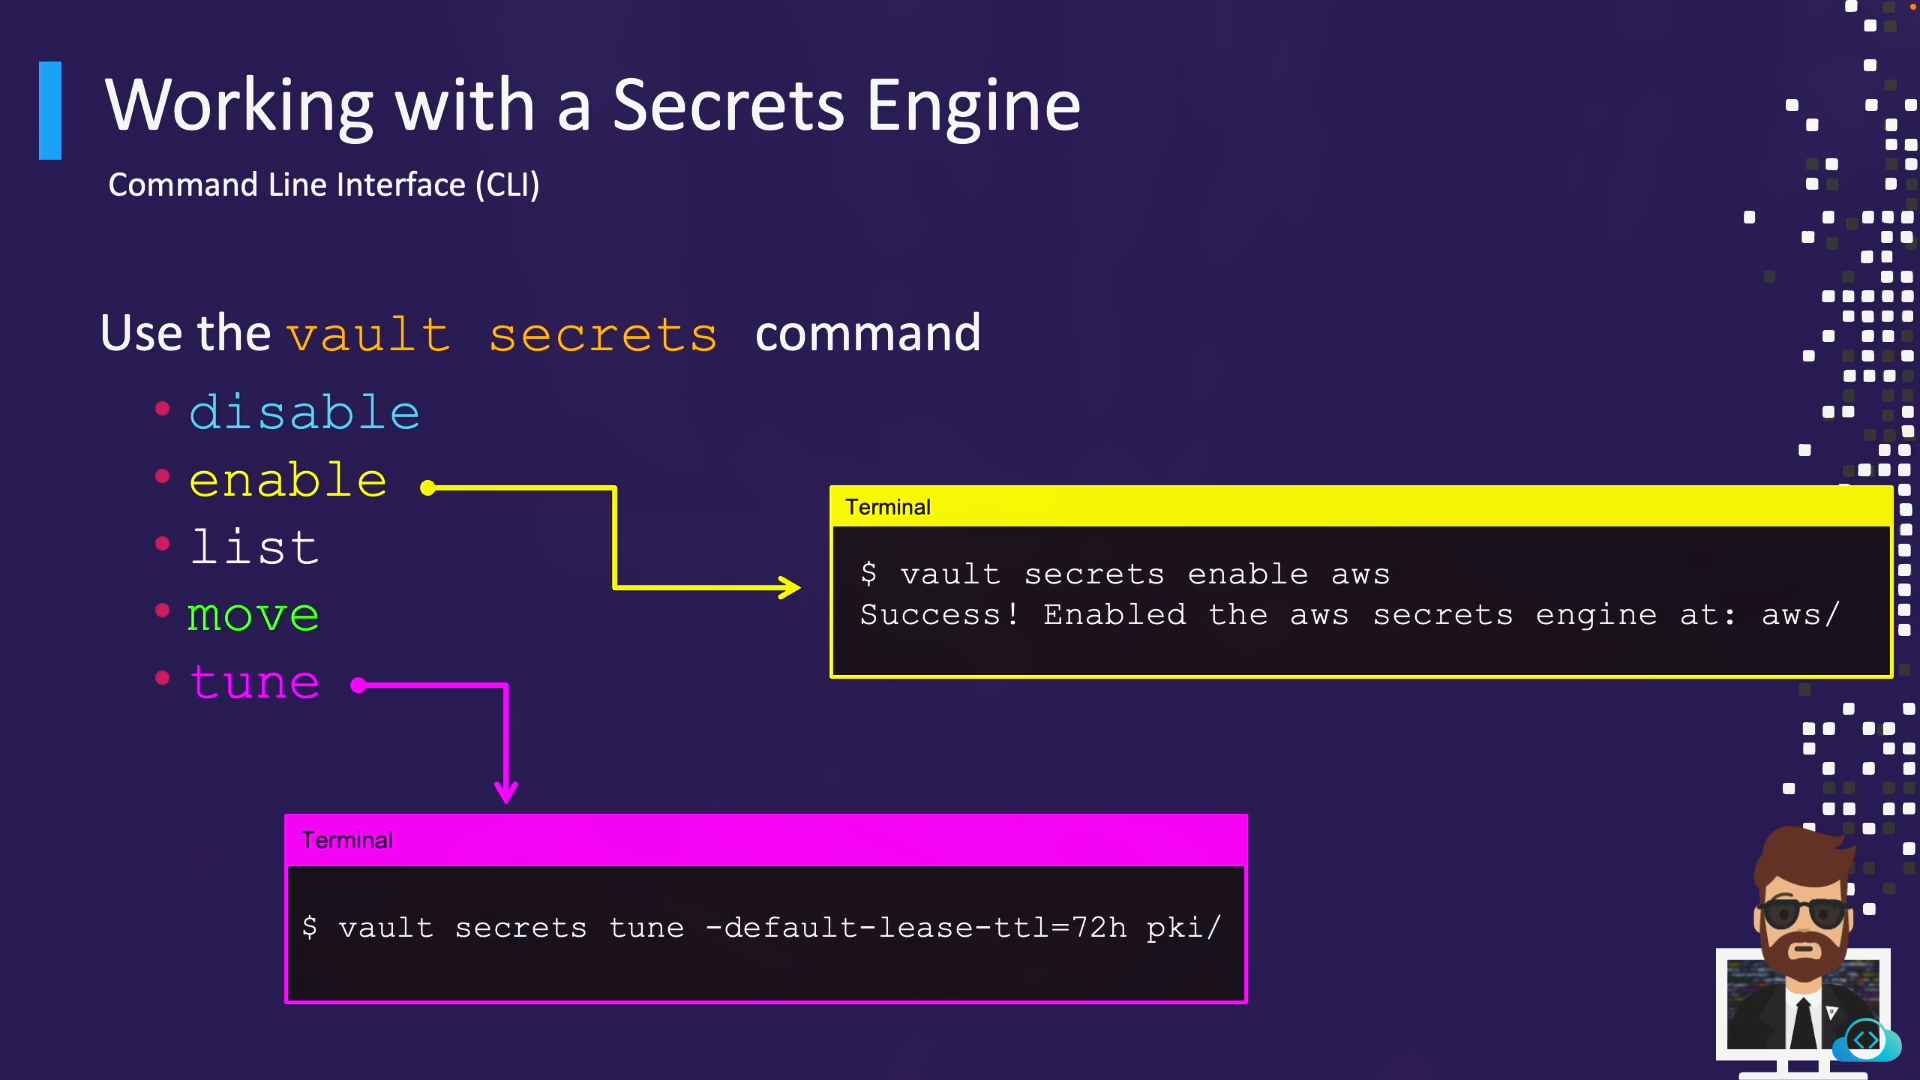 Working with a Secrets Engine
Command Line Interface (CLI)
Use the vault secrets command
• disable
• enable
• list
• move
• tune
Terminal
$ vault secrets enable aws
Success! Enabled the aws secrets engine at: aws/
Terminal
$ vault secrets tune -default-lease-ttl=72h pki/